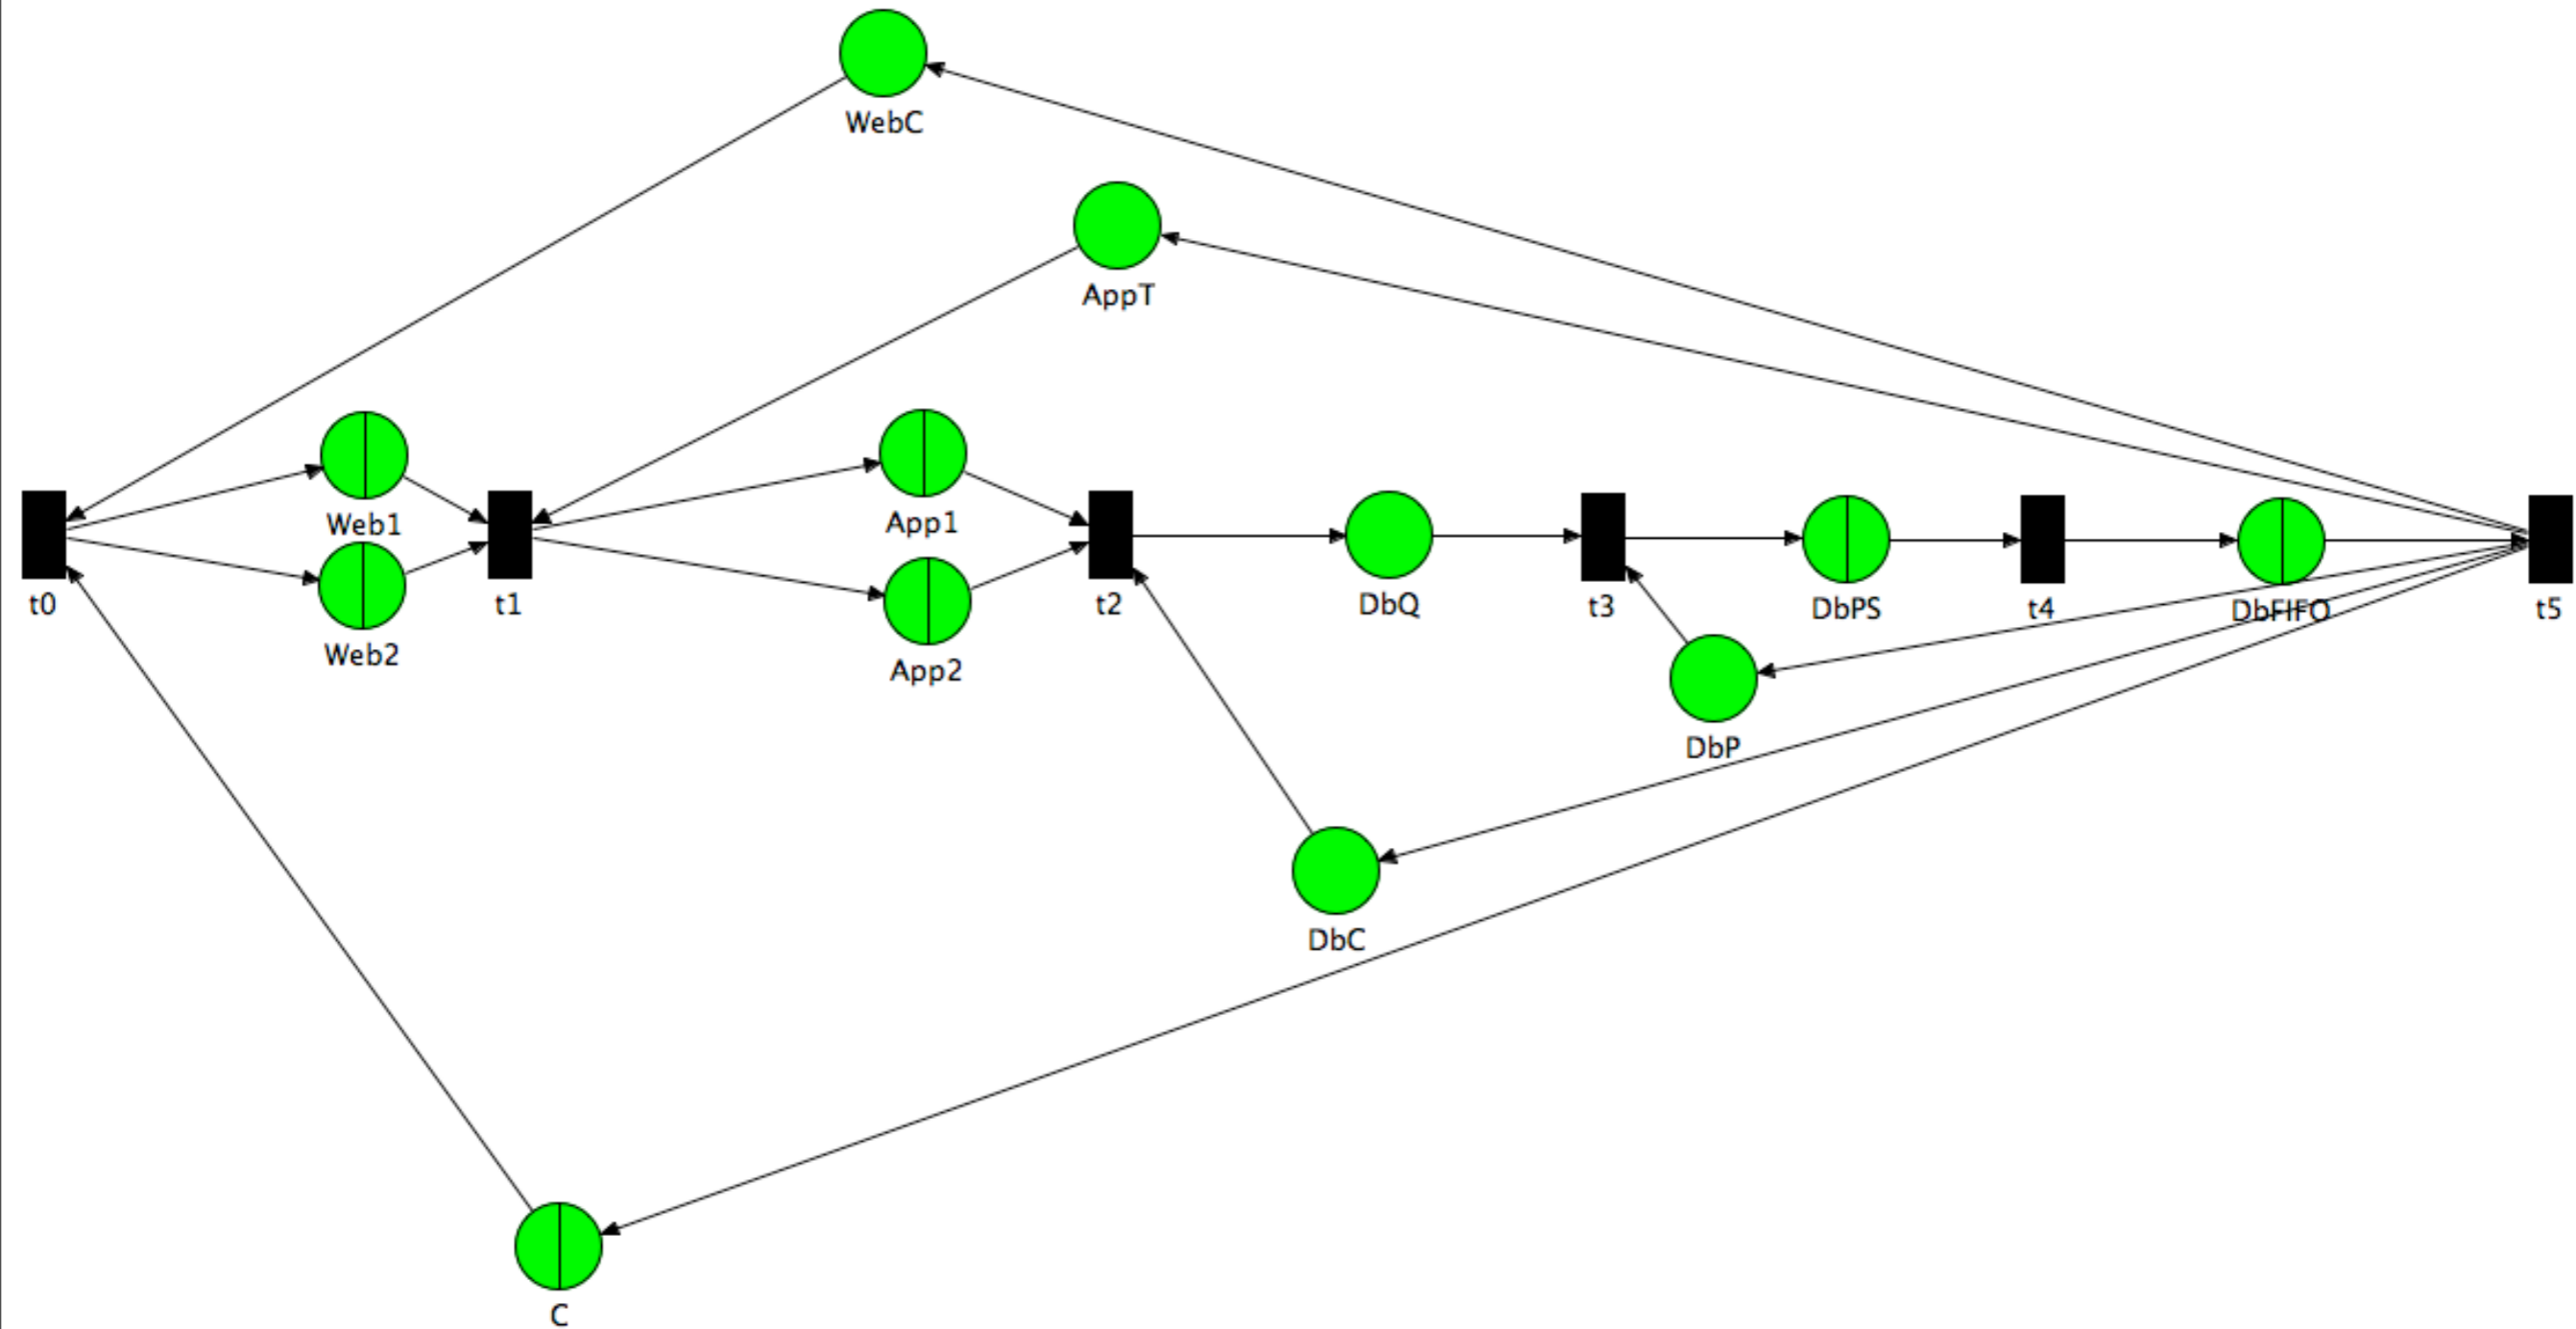 WebC
AppT
Web1
App1
t0
t1
t2
DbQ
t3
DbPS
t4
DbFIFO
t5
Web2
App2
DbP
DbC
C